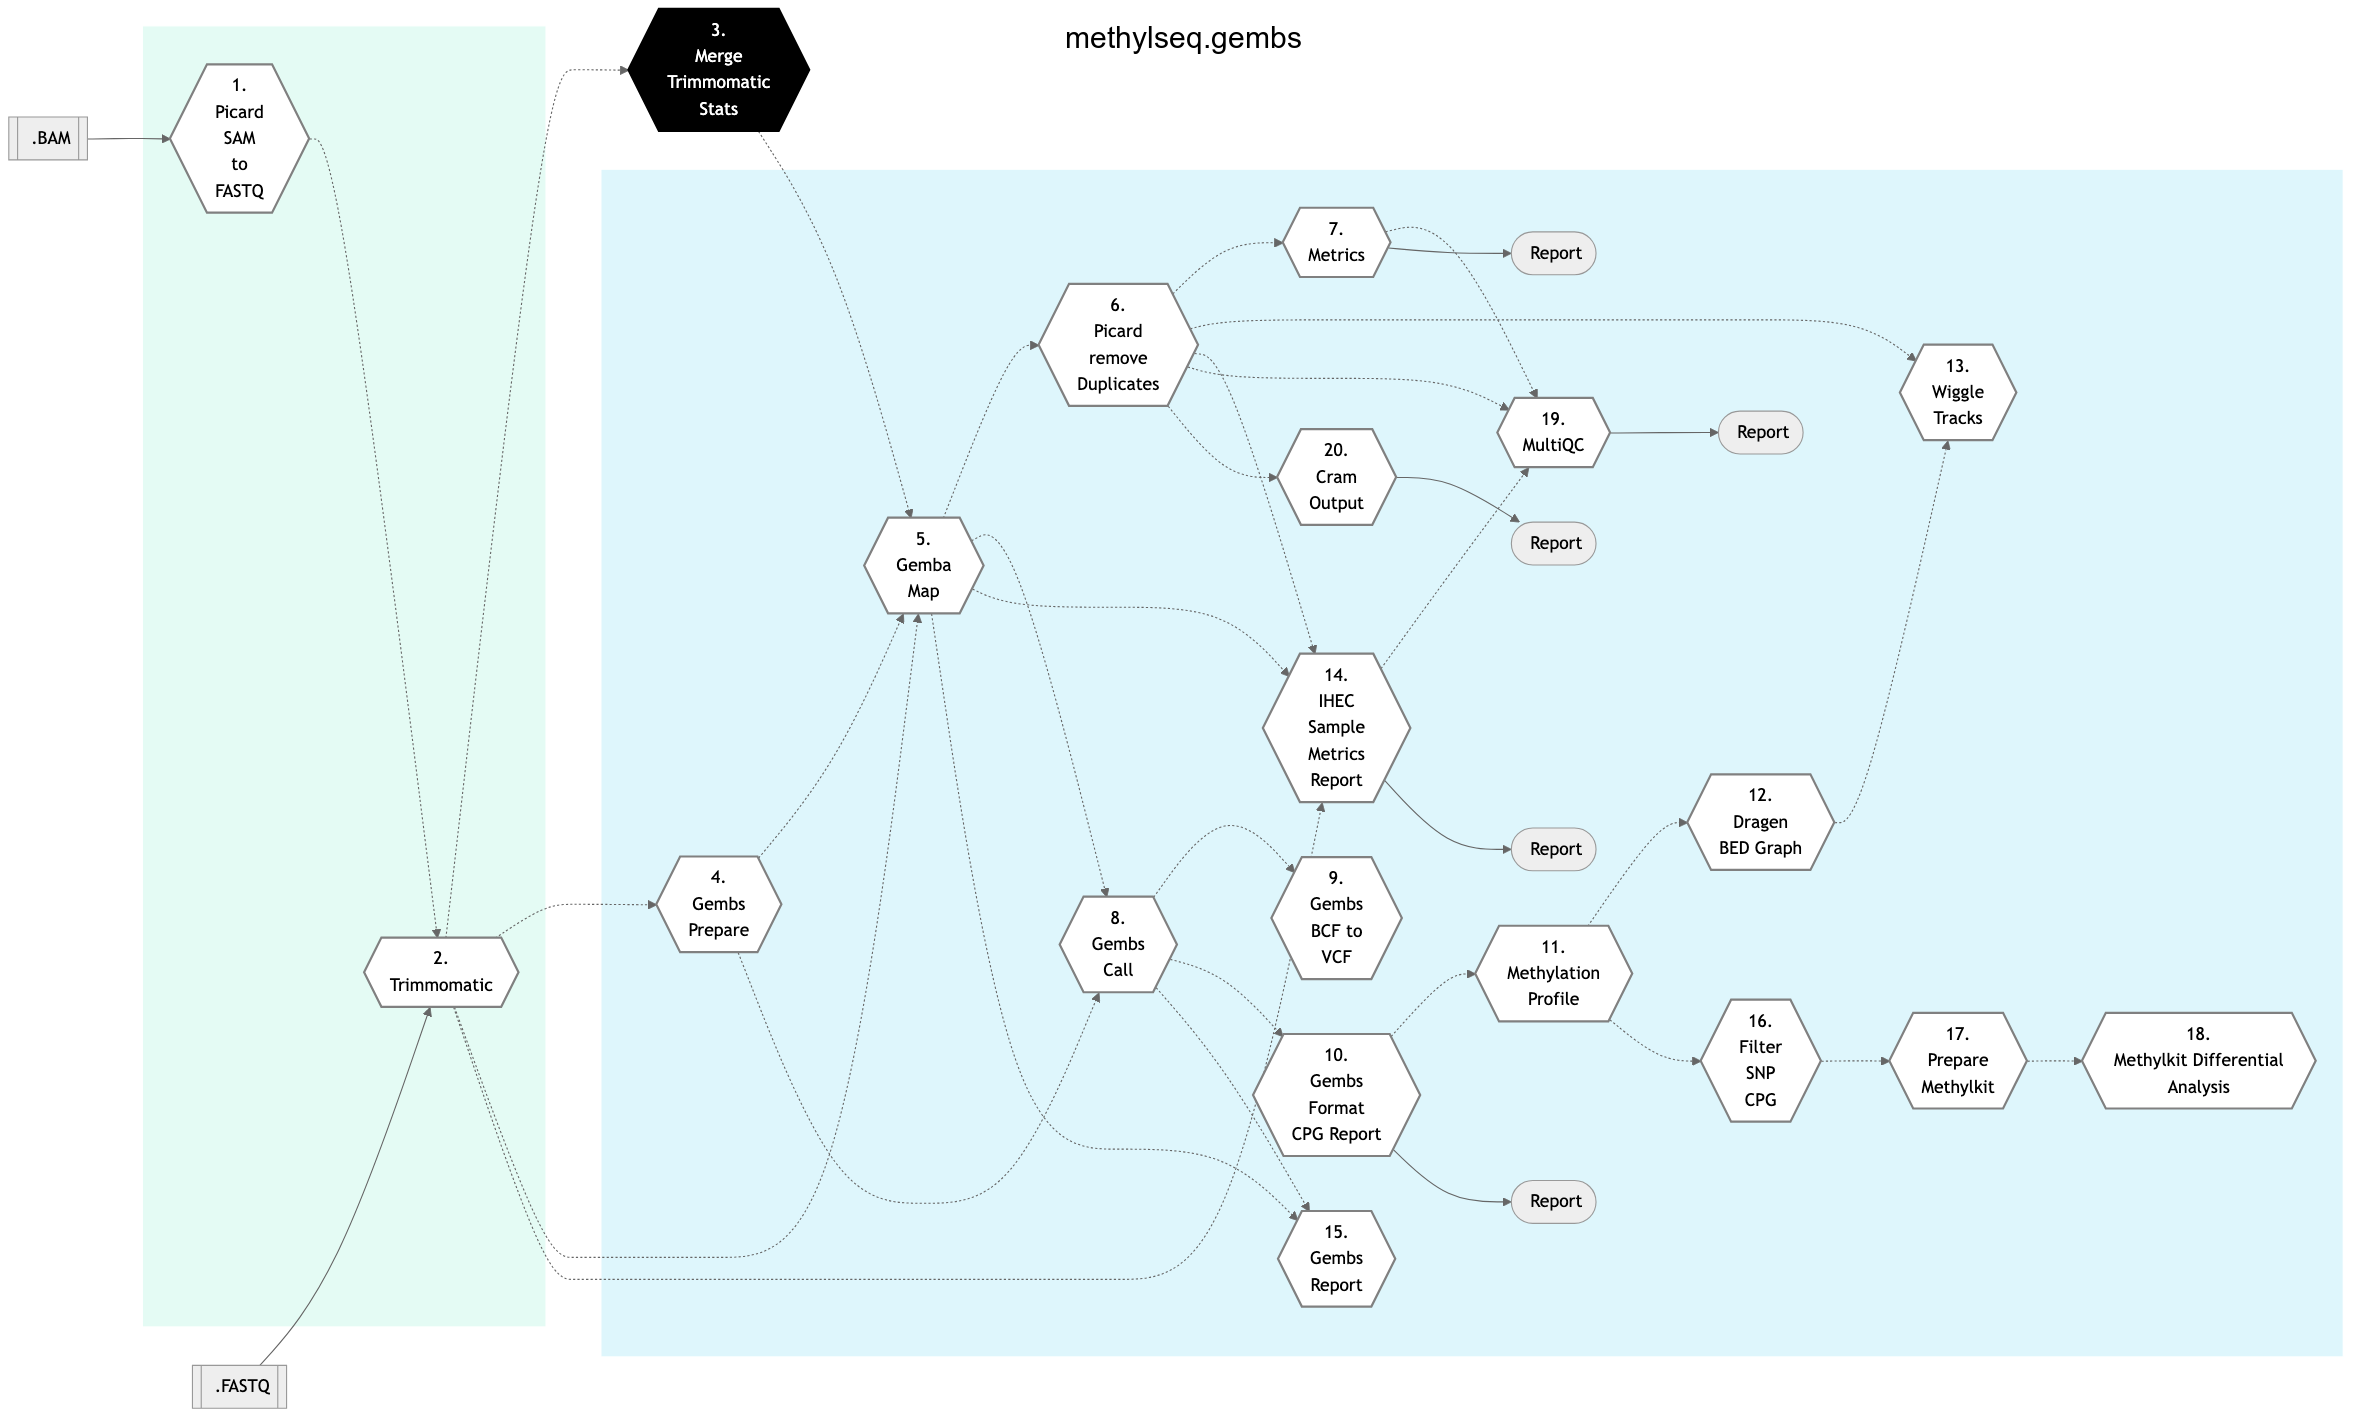 methylseq.gembs
.BAM
1.
Picard
SAM
to
FASTQ
2.
Trimmomatic
.FASTQ
3.
Merge
Trimmomatic
Stats
4.
Gembs
Prepare
5.
Gemba
Map
6.
Picard
remove
Duplicates
7.
Metrics
Report
8.
Gembs
Call
9.
Gembs
BCF to
VCF
10.
Gembs
Format
CPG Report
Report
11.
Methylation
Profile
12.
Dragen
BED Graph
13.
Wiggle
Tracks
14.
IHEC
Sample
Metrics
Report
Report
15.
Gembs
Report
16.
Filter
SNP
CPG
17.
Prepare
Methylkit
18.
Methylkit Differential
Analysis
19.
MultiQC
Report
20.
Cram
Output
Report